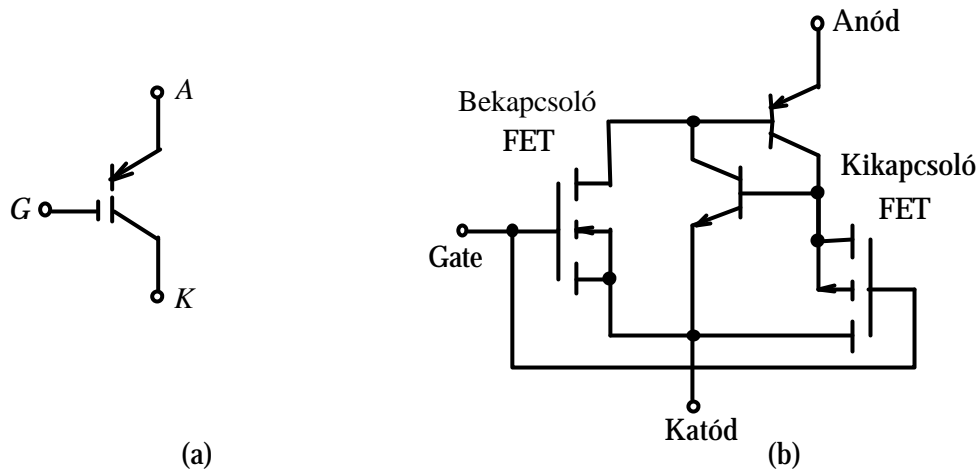 A
G
K
(a)
Anód
Bekapcsoló
FET
Kikapcsoló
FET
Gate
Katód
(b)